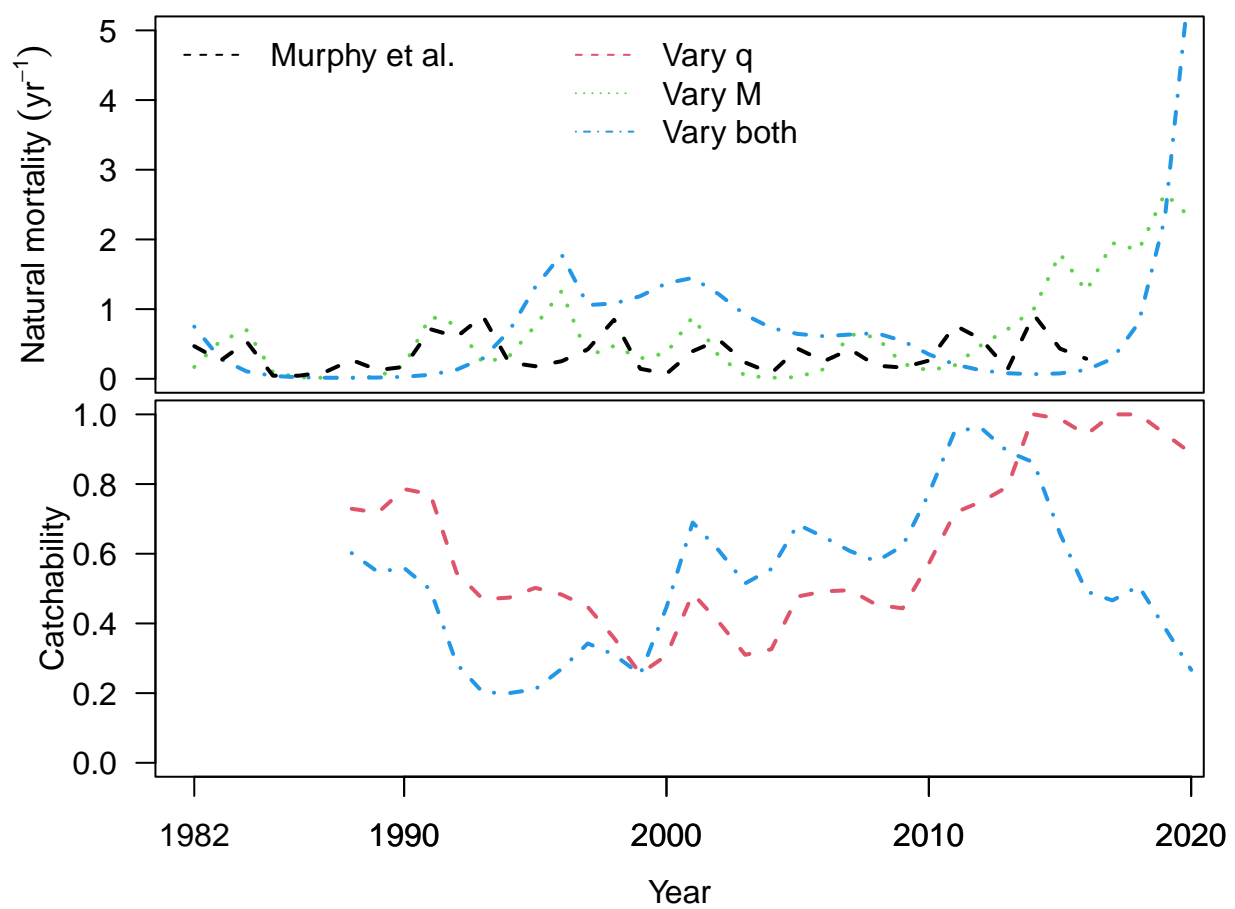 Natural mortality (yr⁻¹)
5
4
3
2
1
0
Murphy et al.
Vary q
Vary M
Vary both
Catchability
1.0
0.8
0.6
0.4
0.2
0.0
1982 1990 2000 2010 2020
Year